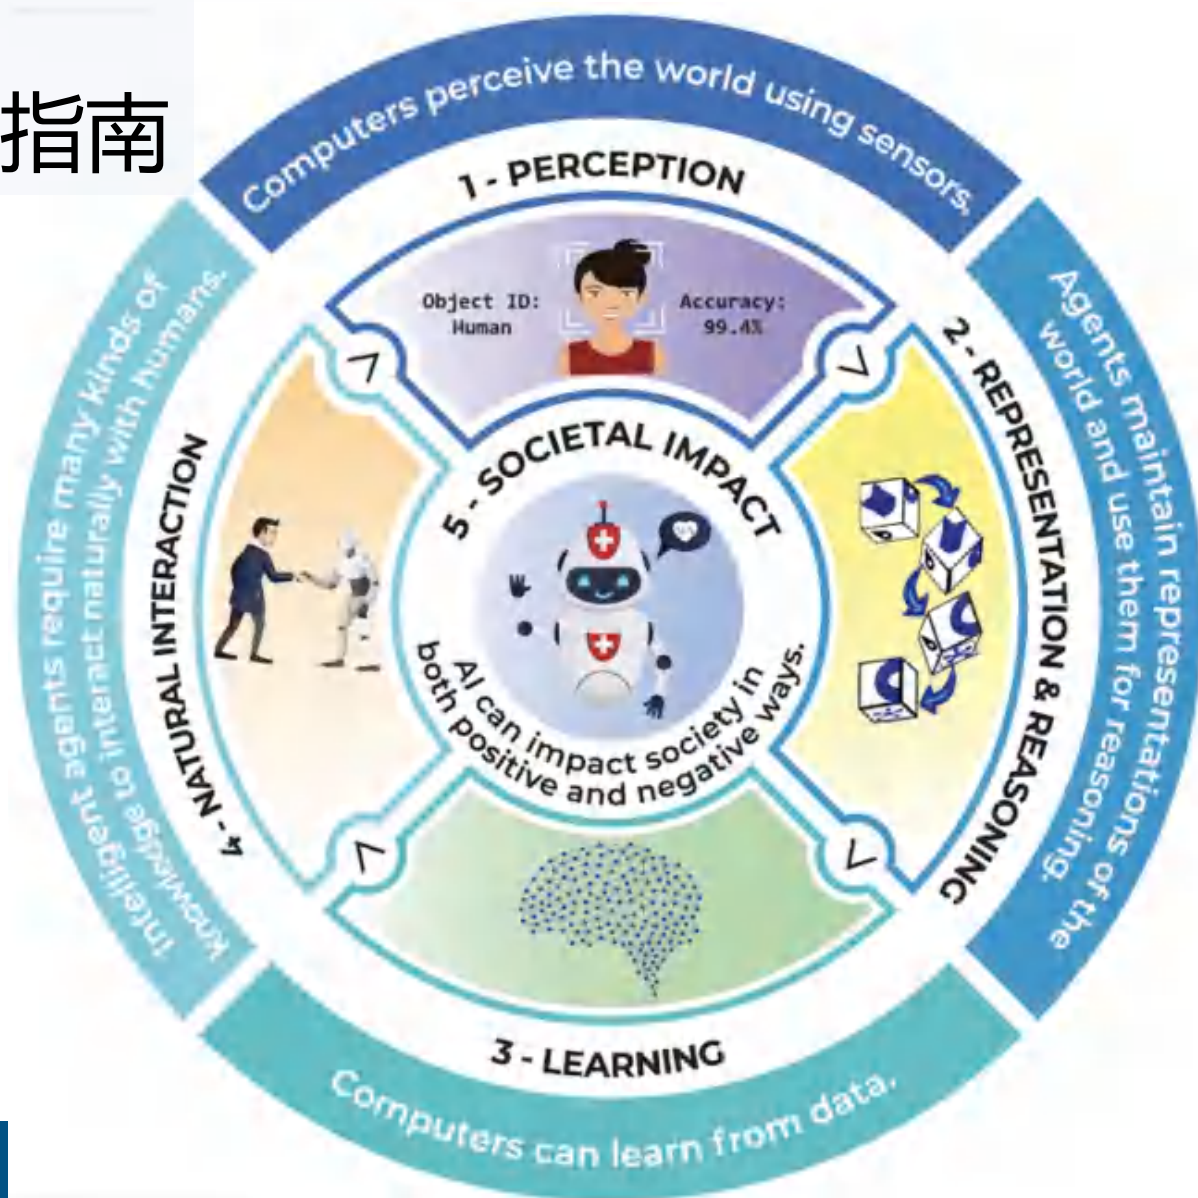 指南
Computers perceive the world using sensors.
1 - PERCEPTION
Object ID:
Human
Accuracy:
99.4%
Agents maintain representations of the
world and use them for reasoning.
2 - REPRESENTATION & REASONING
3 - LEARNING
Computers can learn from data.
Intelligent agents require many kinds of
knowledge to interact naturally with humans.
4 - NATURAL INTERACTION
5 - SOCIETAL IMPACT
AI can impact society in
both positive and negative ways.